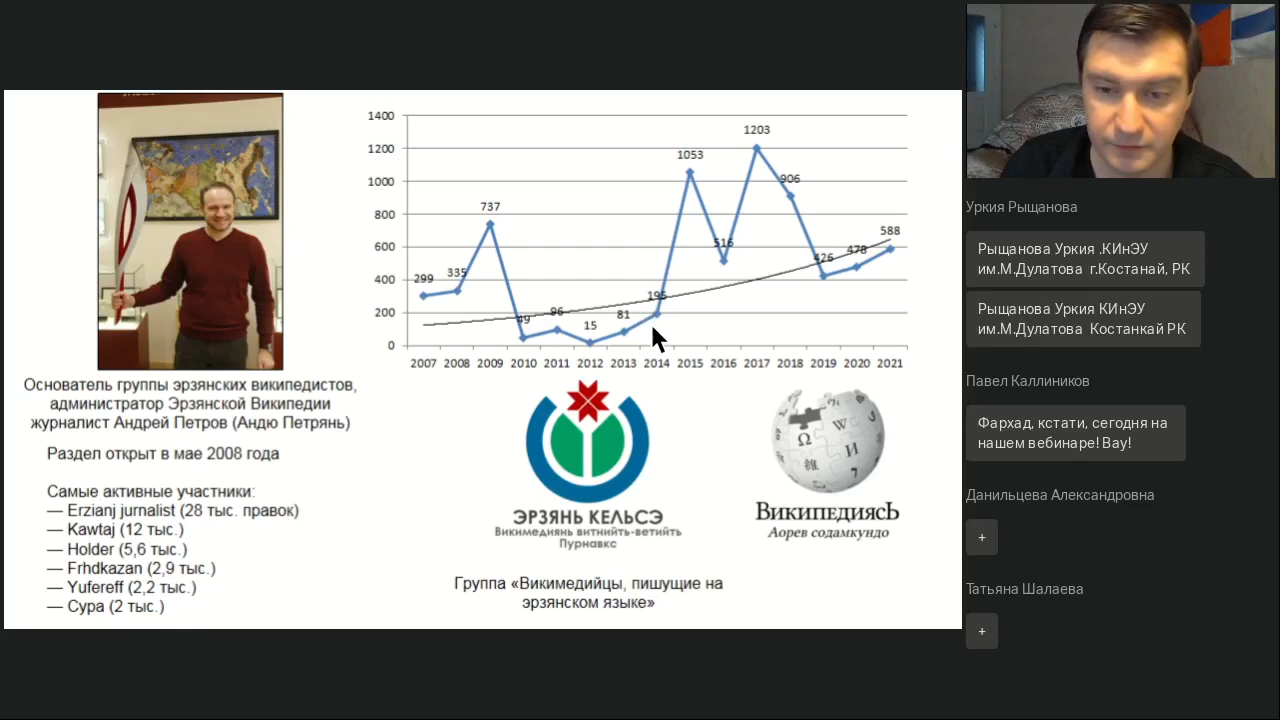 1400
1200
1000
800
600
400
200
0
299
335
737
49
96
15
81
195
1053
516
1203
906
426
478
588
2007 2008 2009 2010 2011 2012 2013 2014 2015 2016 2017 2018 2019 2020 2021
Основатель группы эрзянских википедистов,
администратор Эрзянской Википедии
журналист Андрей Петров (Андю Петрянь)
Раздел открыт в мае 2008 года
Самые активные участники:
— Erzianj jurnalist (28 тыс. правок)
— Kawtaj (12 тыс.)
— Holder (5,6 тыс.)
— Frhdkazan (2,9 тыс.)
— Yufereff (2,2 тыс.)
— Сура (2 тыс.)
ЭРЗЯНЬ КЕЛЬСЭ
Викимедиянь витнийть-ветийть
Пурнавкс
Ω W И 維
ВикипедиясЬ
Аорев содамкундо
Группа «Викимедийцы, пишущие на
эрзянском языке»
Уркия Рыщанова
Рыщанова Уркия .КИнЭУ
им.М.Дулатова г.Костанай, РК
Рыщанова Уркия КИнЭУ
им.М.Дулатова Костанкай РК
Павел Каллиников
Фархад, кстати, сегодня на
нашем вебинаре! Вау!
Данильцева Александровна
+
Татьяна Шалаева
+